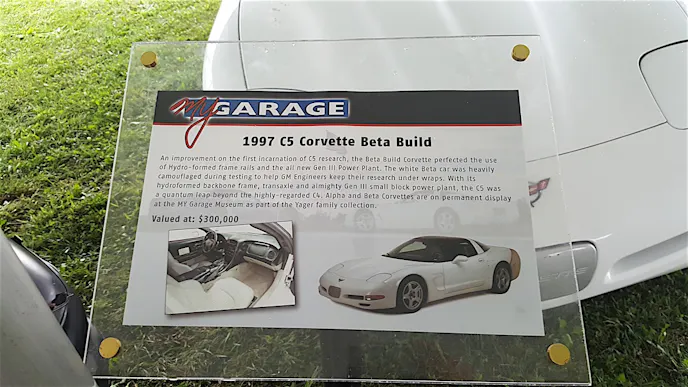 MY GARAGE
1997 C5 Corvette Beta Build
An improvement on the first incarnation of C5 research, the Beta Build Corvette perfected the use
of Hydro-formed frame rails and the all new Gen III Power Plant. The white Beta car was heavily
camouflaged during testing to help GM Engineers keep their research under wraps. With its
hydroformed backbone frame, transaxle and almighty Gen III small block power plant, the C5 was
a quantum leap beyond the highly-regarded C4. Alpha and Beta Corvettes are on permanent display
at the MY Garage Museum as part of the Yager family collection.
Valued at: $300,000